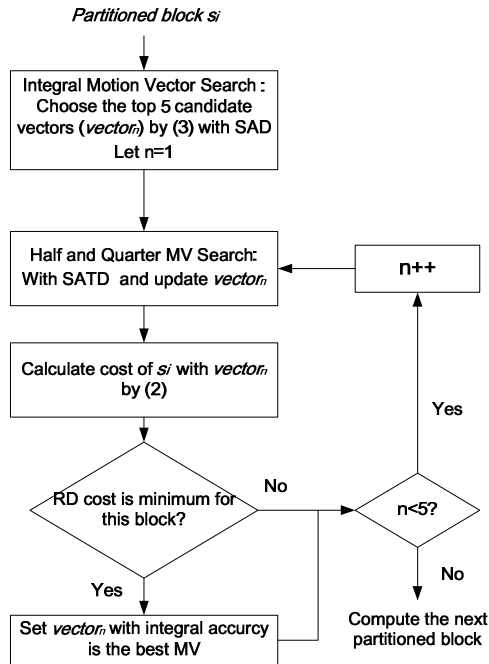 Partitioned block si
Integral Motion Vector Search :
Choose the top 5 candidate
vectors (vectorn) by (3) with SAD
Let n=1
Half and Quarter MV Search:
With SATD and update vectorn
n++
Calculate cost of si with vectorn
by (2)
Yes
RD cost is minimum for
this block?
No
n<5?
Yes
No
Set vectorn with integral accurcy
is the best MV
Compute the next
partitioned block